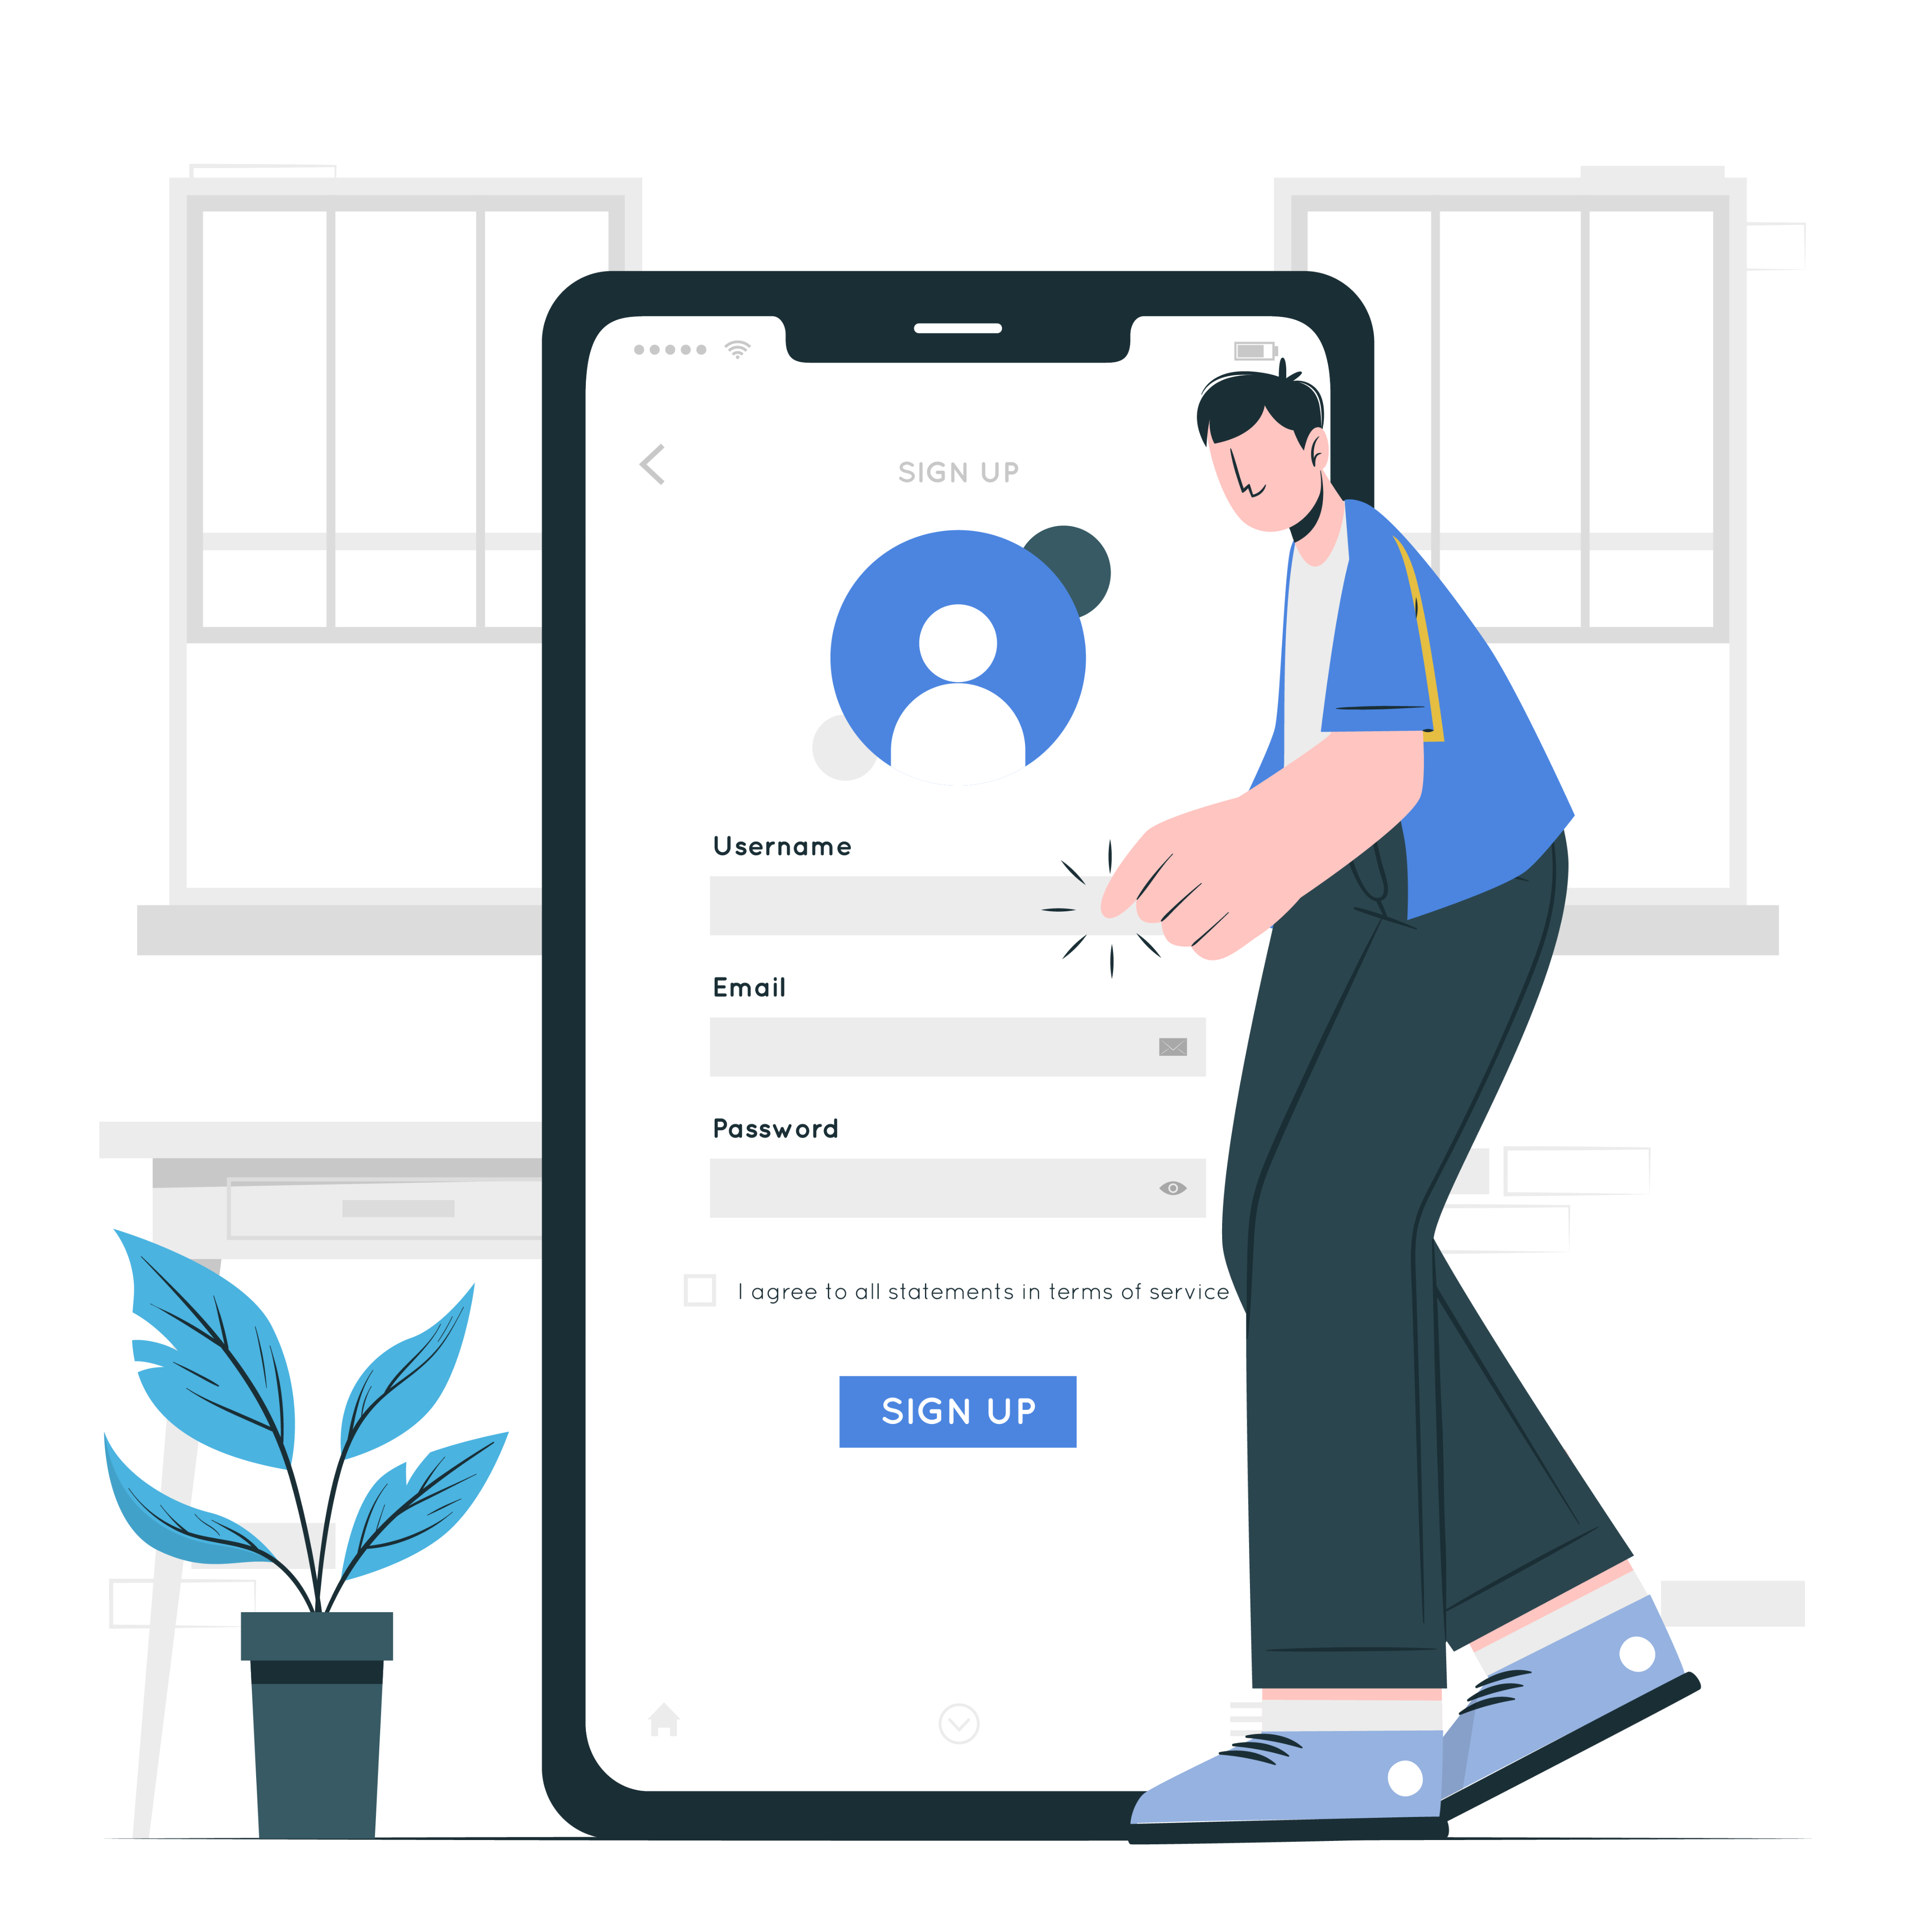 SIGN UP
Username
Email
Password
I agree to all statements in terms of service
SIGN UP